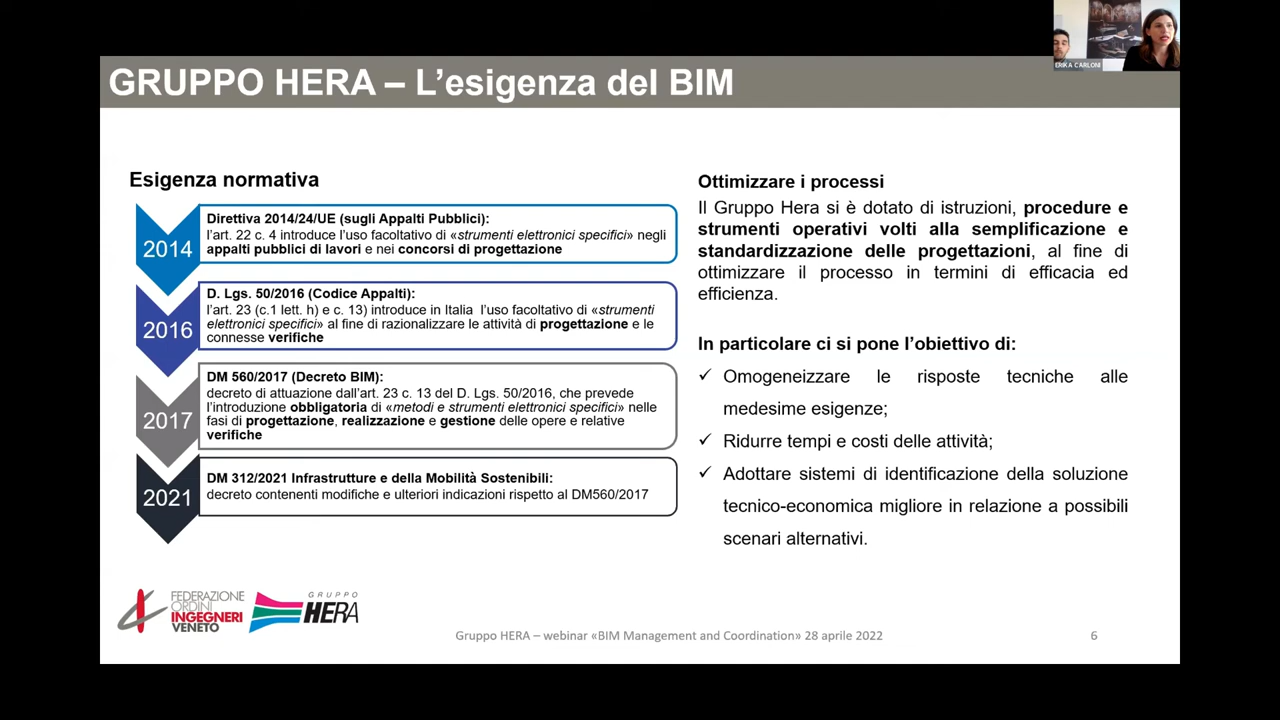 ERIKA CARLONI
GRUPPO HERA – L’esigenza del BIM
Esigenza normativa
2014
Direttiva 2014/24/UE (sugli Appalti Pubblici):
l’art. 22 c. 4 introduce l’uso facoltativo di «strumenti elettronici specifici» negli
appalti pubblici di lavori e nei concorsi di progettazione
2016
D. Lgs. 50/2016 (Codice Appalti):
l’art. 23 (c.1 lett. h) e c. 13) introduce in Italia l’uso facoltativo di «strumenti
elettronici specifici» al fine di razionalizzare le attività di progettazione e le
connesse verifiche
2017
DM 560/2017 (Decreto BIM):
decreto di attuazione dall’art. 23 c. 13 del D. Lgs. 50/2016, che prevede
l’introduzione obbligatoria di «metodi e strumenti elettronici specifici» nelle
fasi di progettazione, realizzazione e gestione delle opere e relative
verifiche
2021
DM 312/2021 Infrastrutture e della Mobilità Sostenibili:
decreto contenenti modifiche e ulteriori indicazioni rispetto al DM560/2017
Ottimizzare i processi
Il Gruppo Hera si è dotato di istruzioni, procedure e
strumenti operativi volti alla semplificazione e
standardizzazione delle progettazioni, al fine di
ottimizzare il processo in termini di efficacia ed
efficienza.
In particolare ci si pone l’obiettivo di:
✓ Omogeneizzare le risposte tecniche alle
medesime esigenze;
✓ Ridurre tempi e costi delle attività;
✓ Adottare sistemi di identificazione della soluzione
tecnico-economica migliore in relazione a possibili
scenari alternativi.
FEDERAZIONE
ORDINI
INGEGNERI
VENETO
GRUPPO
HERA
Gruppo HERA – webinar «BIM Management and Coordination» 28 aprile 2022
6